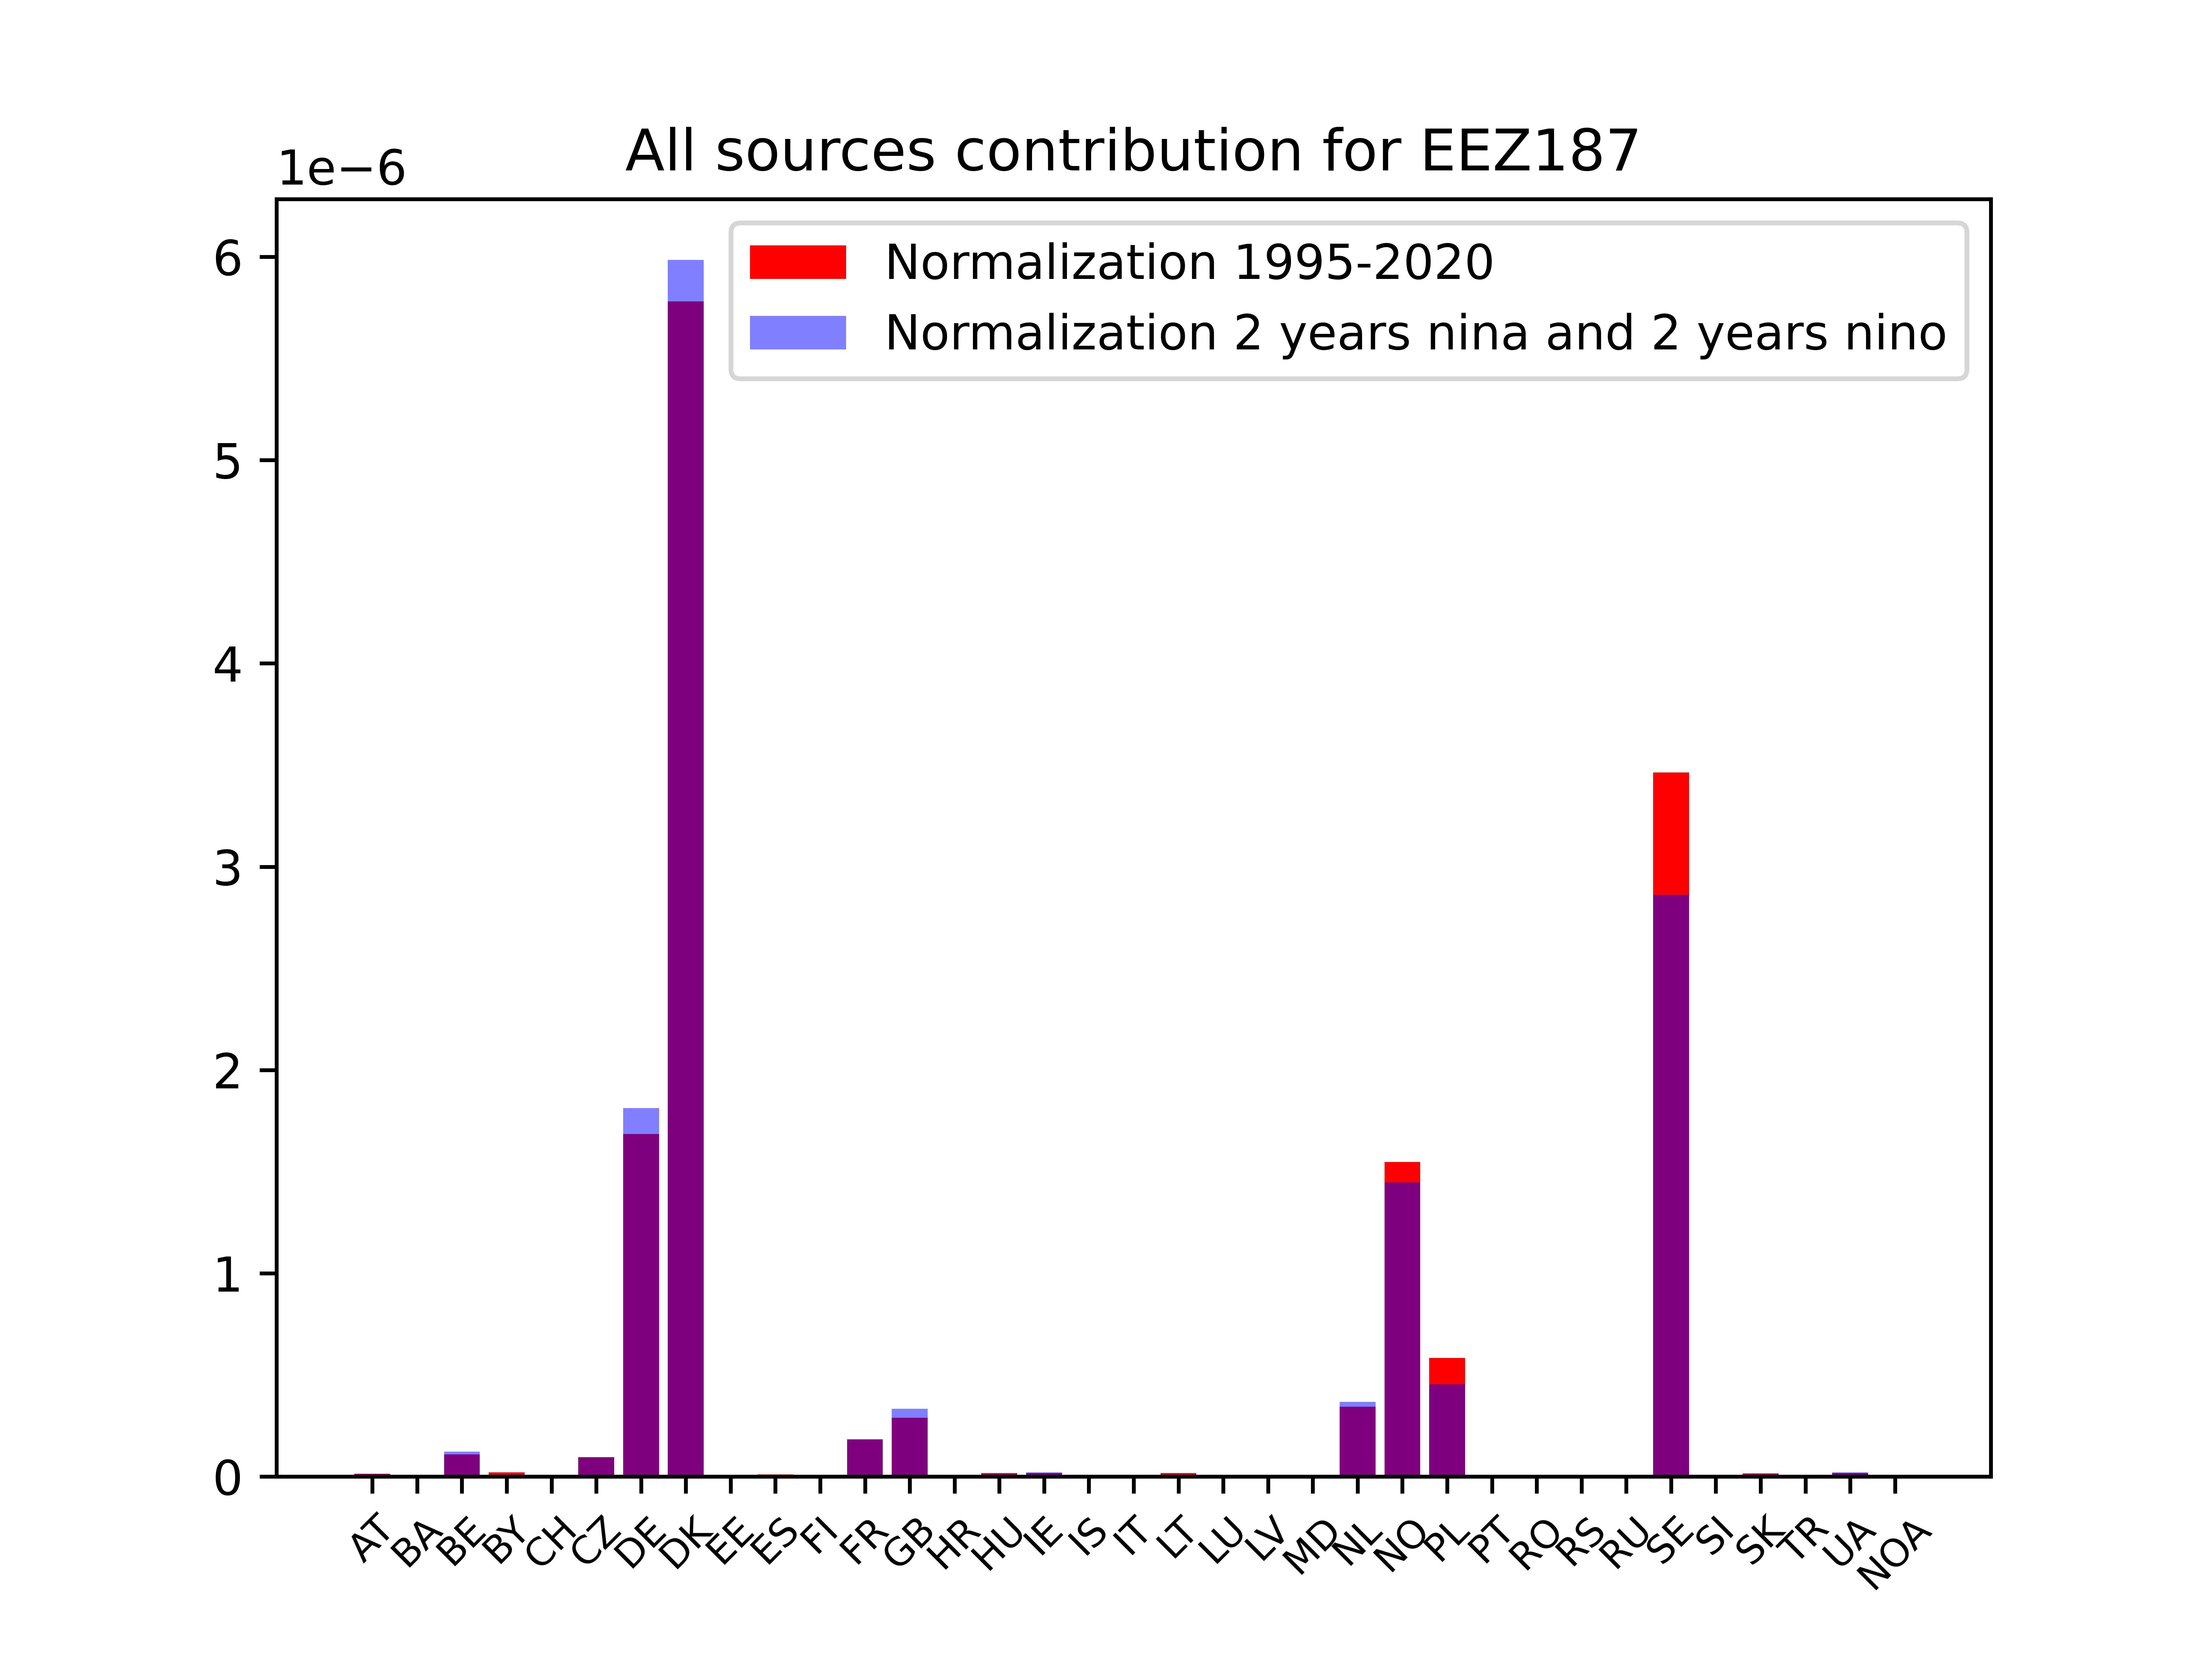 All sources contribution for EEZ187
1e−6
Normalization 1995-2020
Normalization 2 years nina and 2 years nino
6
5
4
3
2
1
0
AT BA BE BY CH CZ DE DK EE ES FI FR GB HR HU IE IS IT LT LU LV MD NL NO PL PT RO RS RU SE SI SK TR UA NOA